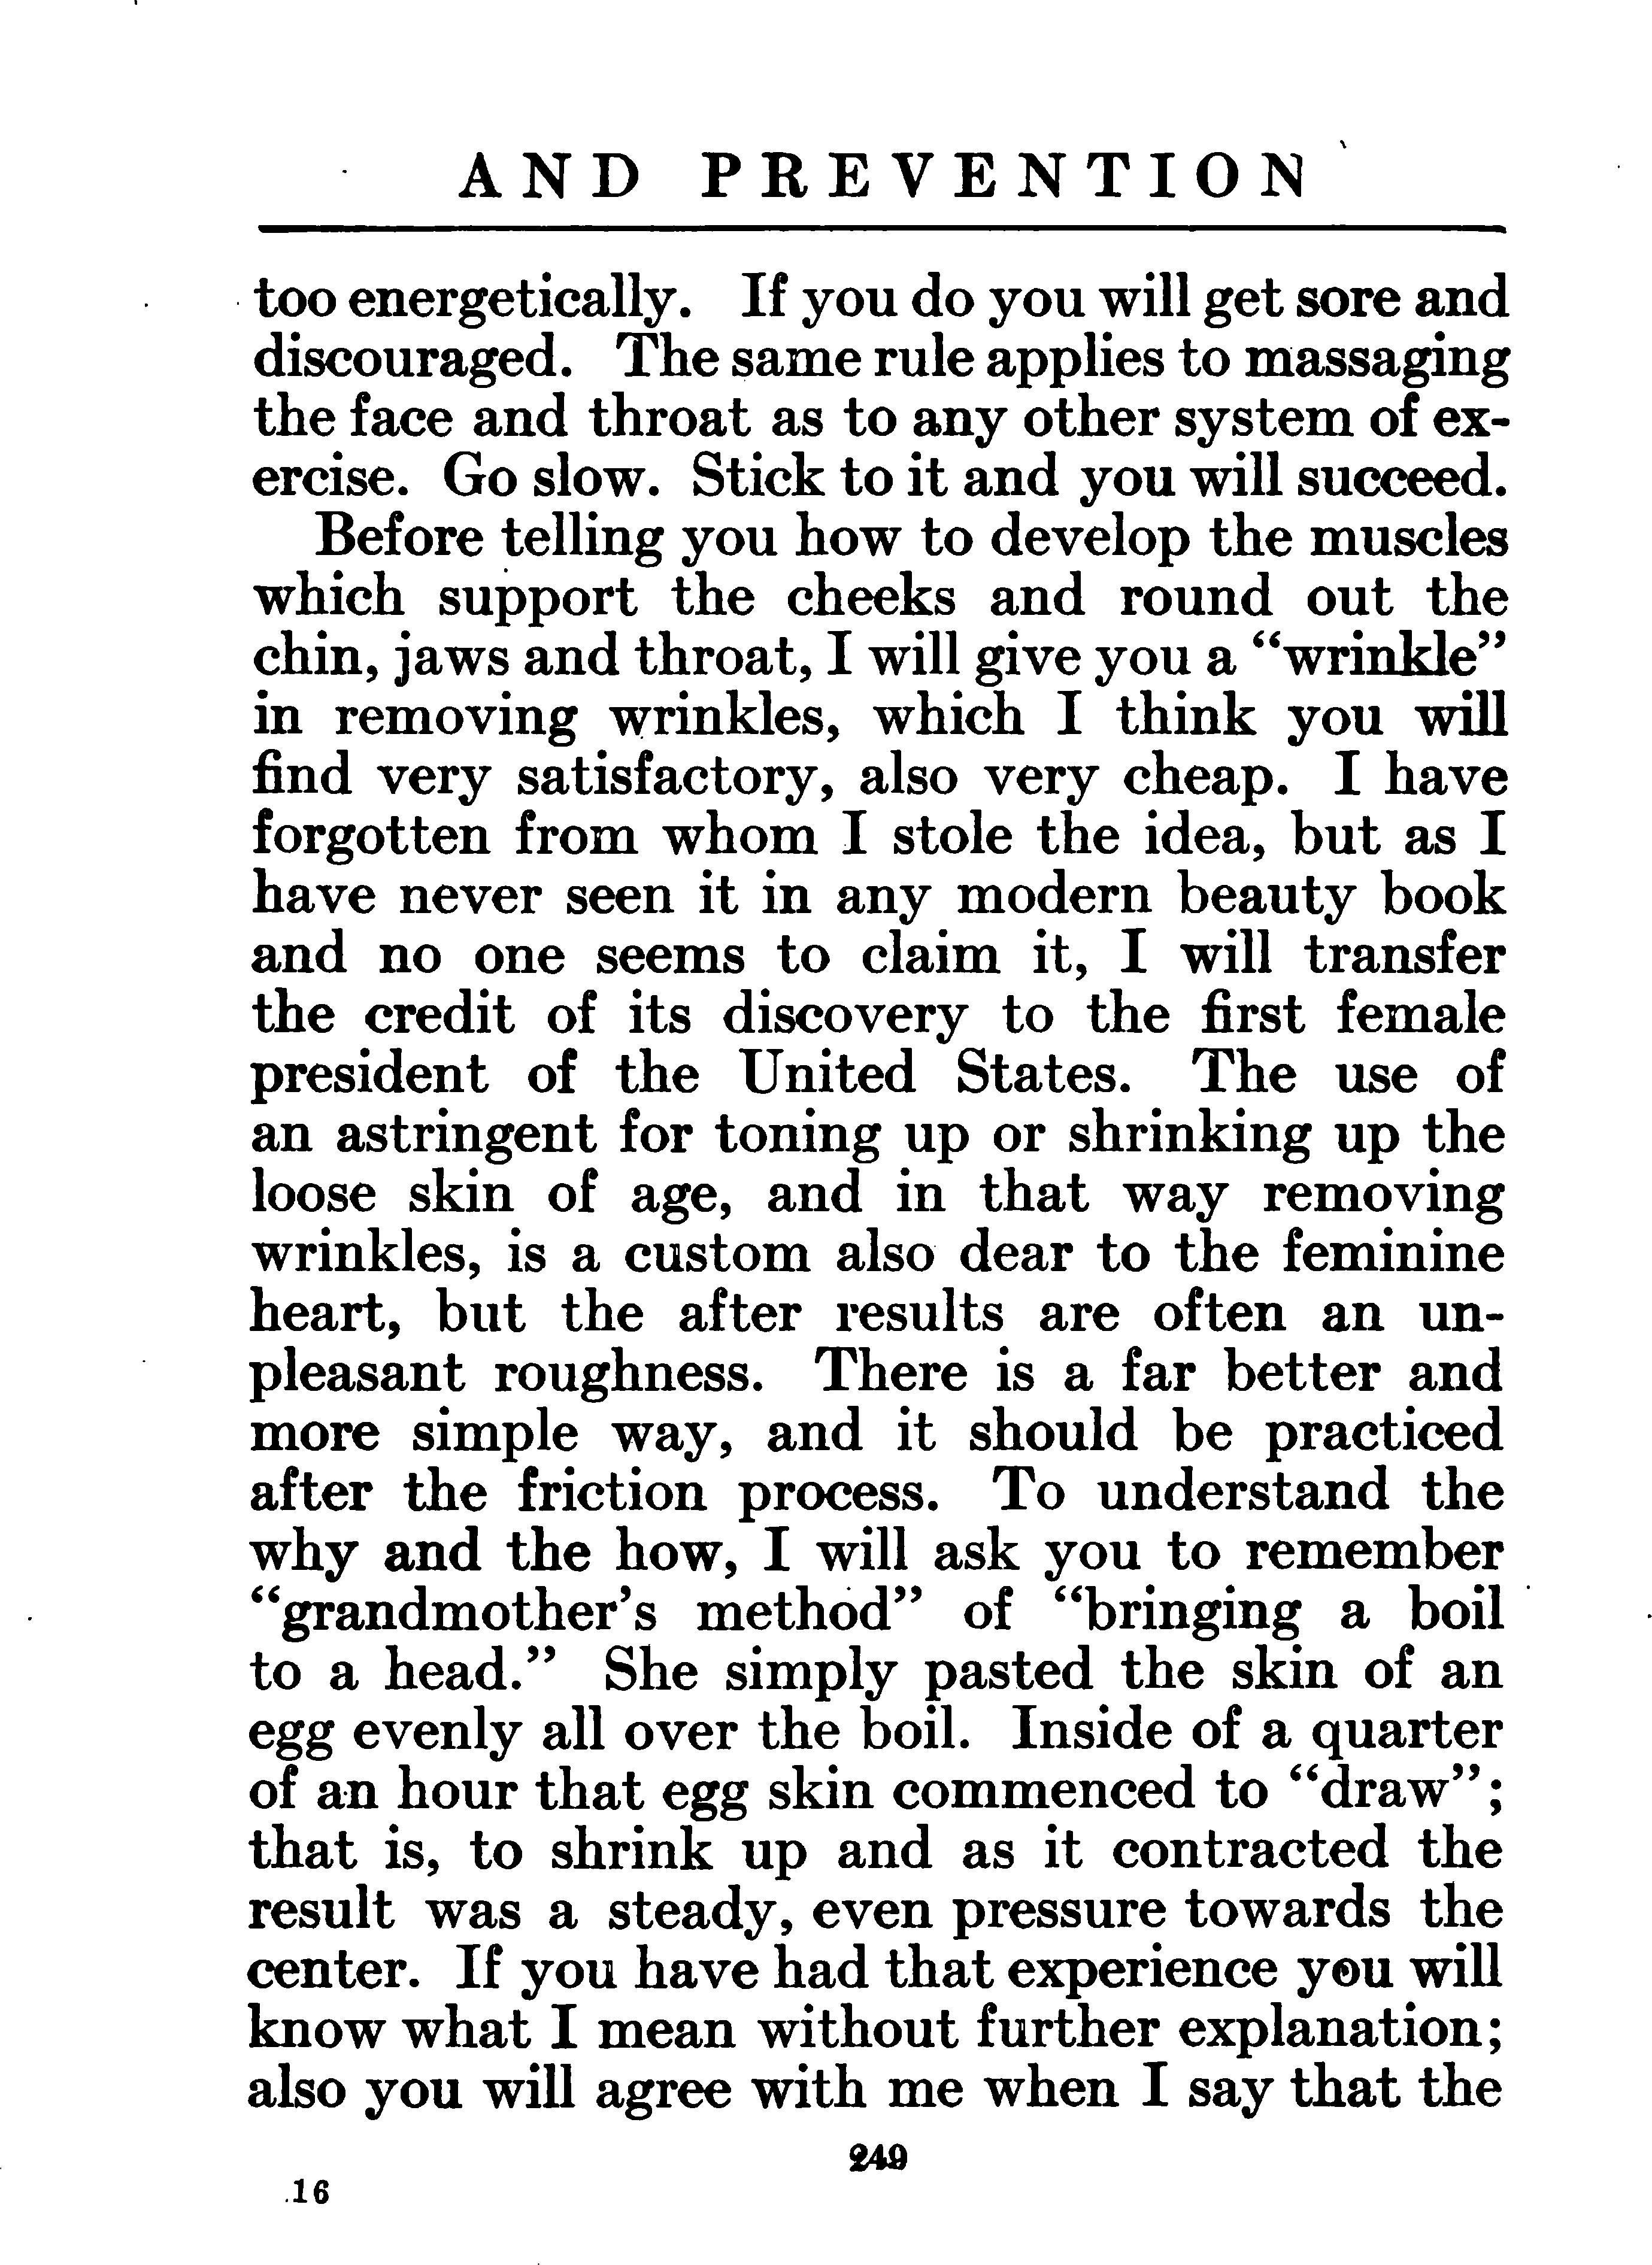 AND PREVENTION
too energetically. If you do you will get sore and
discouraged. The same rule applies to massaging
the face and throat as to any other system of ex-
ercise. Go slow. Stick to it and you will succeed.
Before telling you how to develop the muscles
which support the cheeks and round out the
chin, jaws and throat, I will give you a “wrinkle”
in removing wrinkles, which I think you will
find very satisfactory, also very cheap. I have
forgotten from whom I stole the idea, but as I
have never seen it in any modern beauty book
and no one seems to claim it, I will transfer
the credit of its discovery to the first female
president of the United States. The use of
an astringent for toning up or shrinking up the
loose skin of age, and in that way removing
wrinkles, is a custom also dear to the feminine
heart, but the after results are often an un-
pleasant roughness. There is a far better and
more simple way, and it should be practiced
after the friction process. To understand the
why and the how, I will ask you to remember
“grandmother’s method” of “bringing a boil
to a head.” She simply pasted the skin of an
egg evenly all over the boil. Inside of a quarter
of an hour that egg skin commenced to “draw”;
that is, to shrink up and as it contracted the
result was a steady, even pressure towards the
center. If you have had that experience you will
know what I mean without further explanation;
also you will agree with me when I say that the
249
16